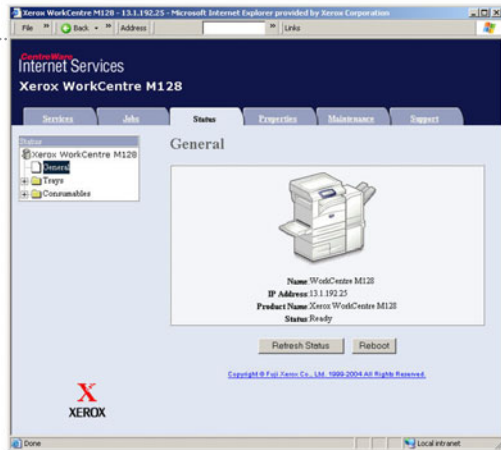 Xerox WorkCentre M128 - 13.1.192.25 - Microsoft Internet Explorer provided by Xerox Corporation
File » Back » Address » Links
CentreWare
Internet Services
Xerox WorkCentre M128
Services Jobs Status Properties Maintenance Support
Status
Xerox WorkCentre M128
General
Trays
Consumables
General
Name: WorkCentre M128
IP Address: 13.1.192.25
Product Name: Xerox WorkCentre M128
Status: Ready
Refresh Status Reboot
Copyright © Fuji Xerox Co., Ltd. 1999-2004 All Rights Reserved.
X
XEROX
Done Local intranet